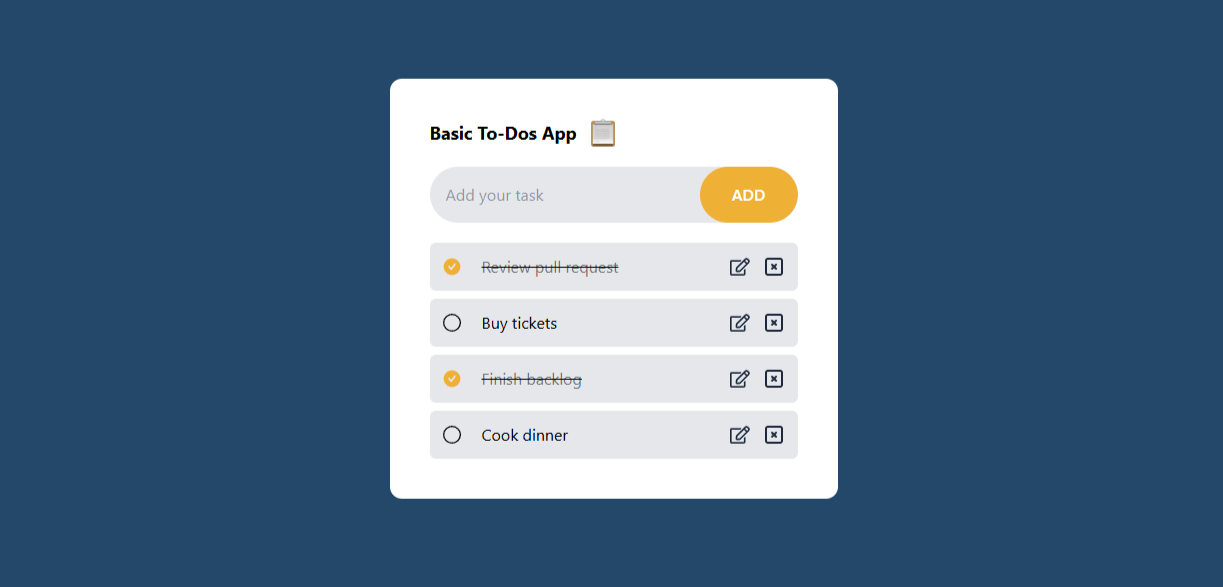 Basic To-Dos App
Add your task
ADD
Review pull request
Buy tickets
Finish backlog
Cook dinner